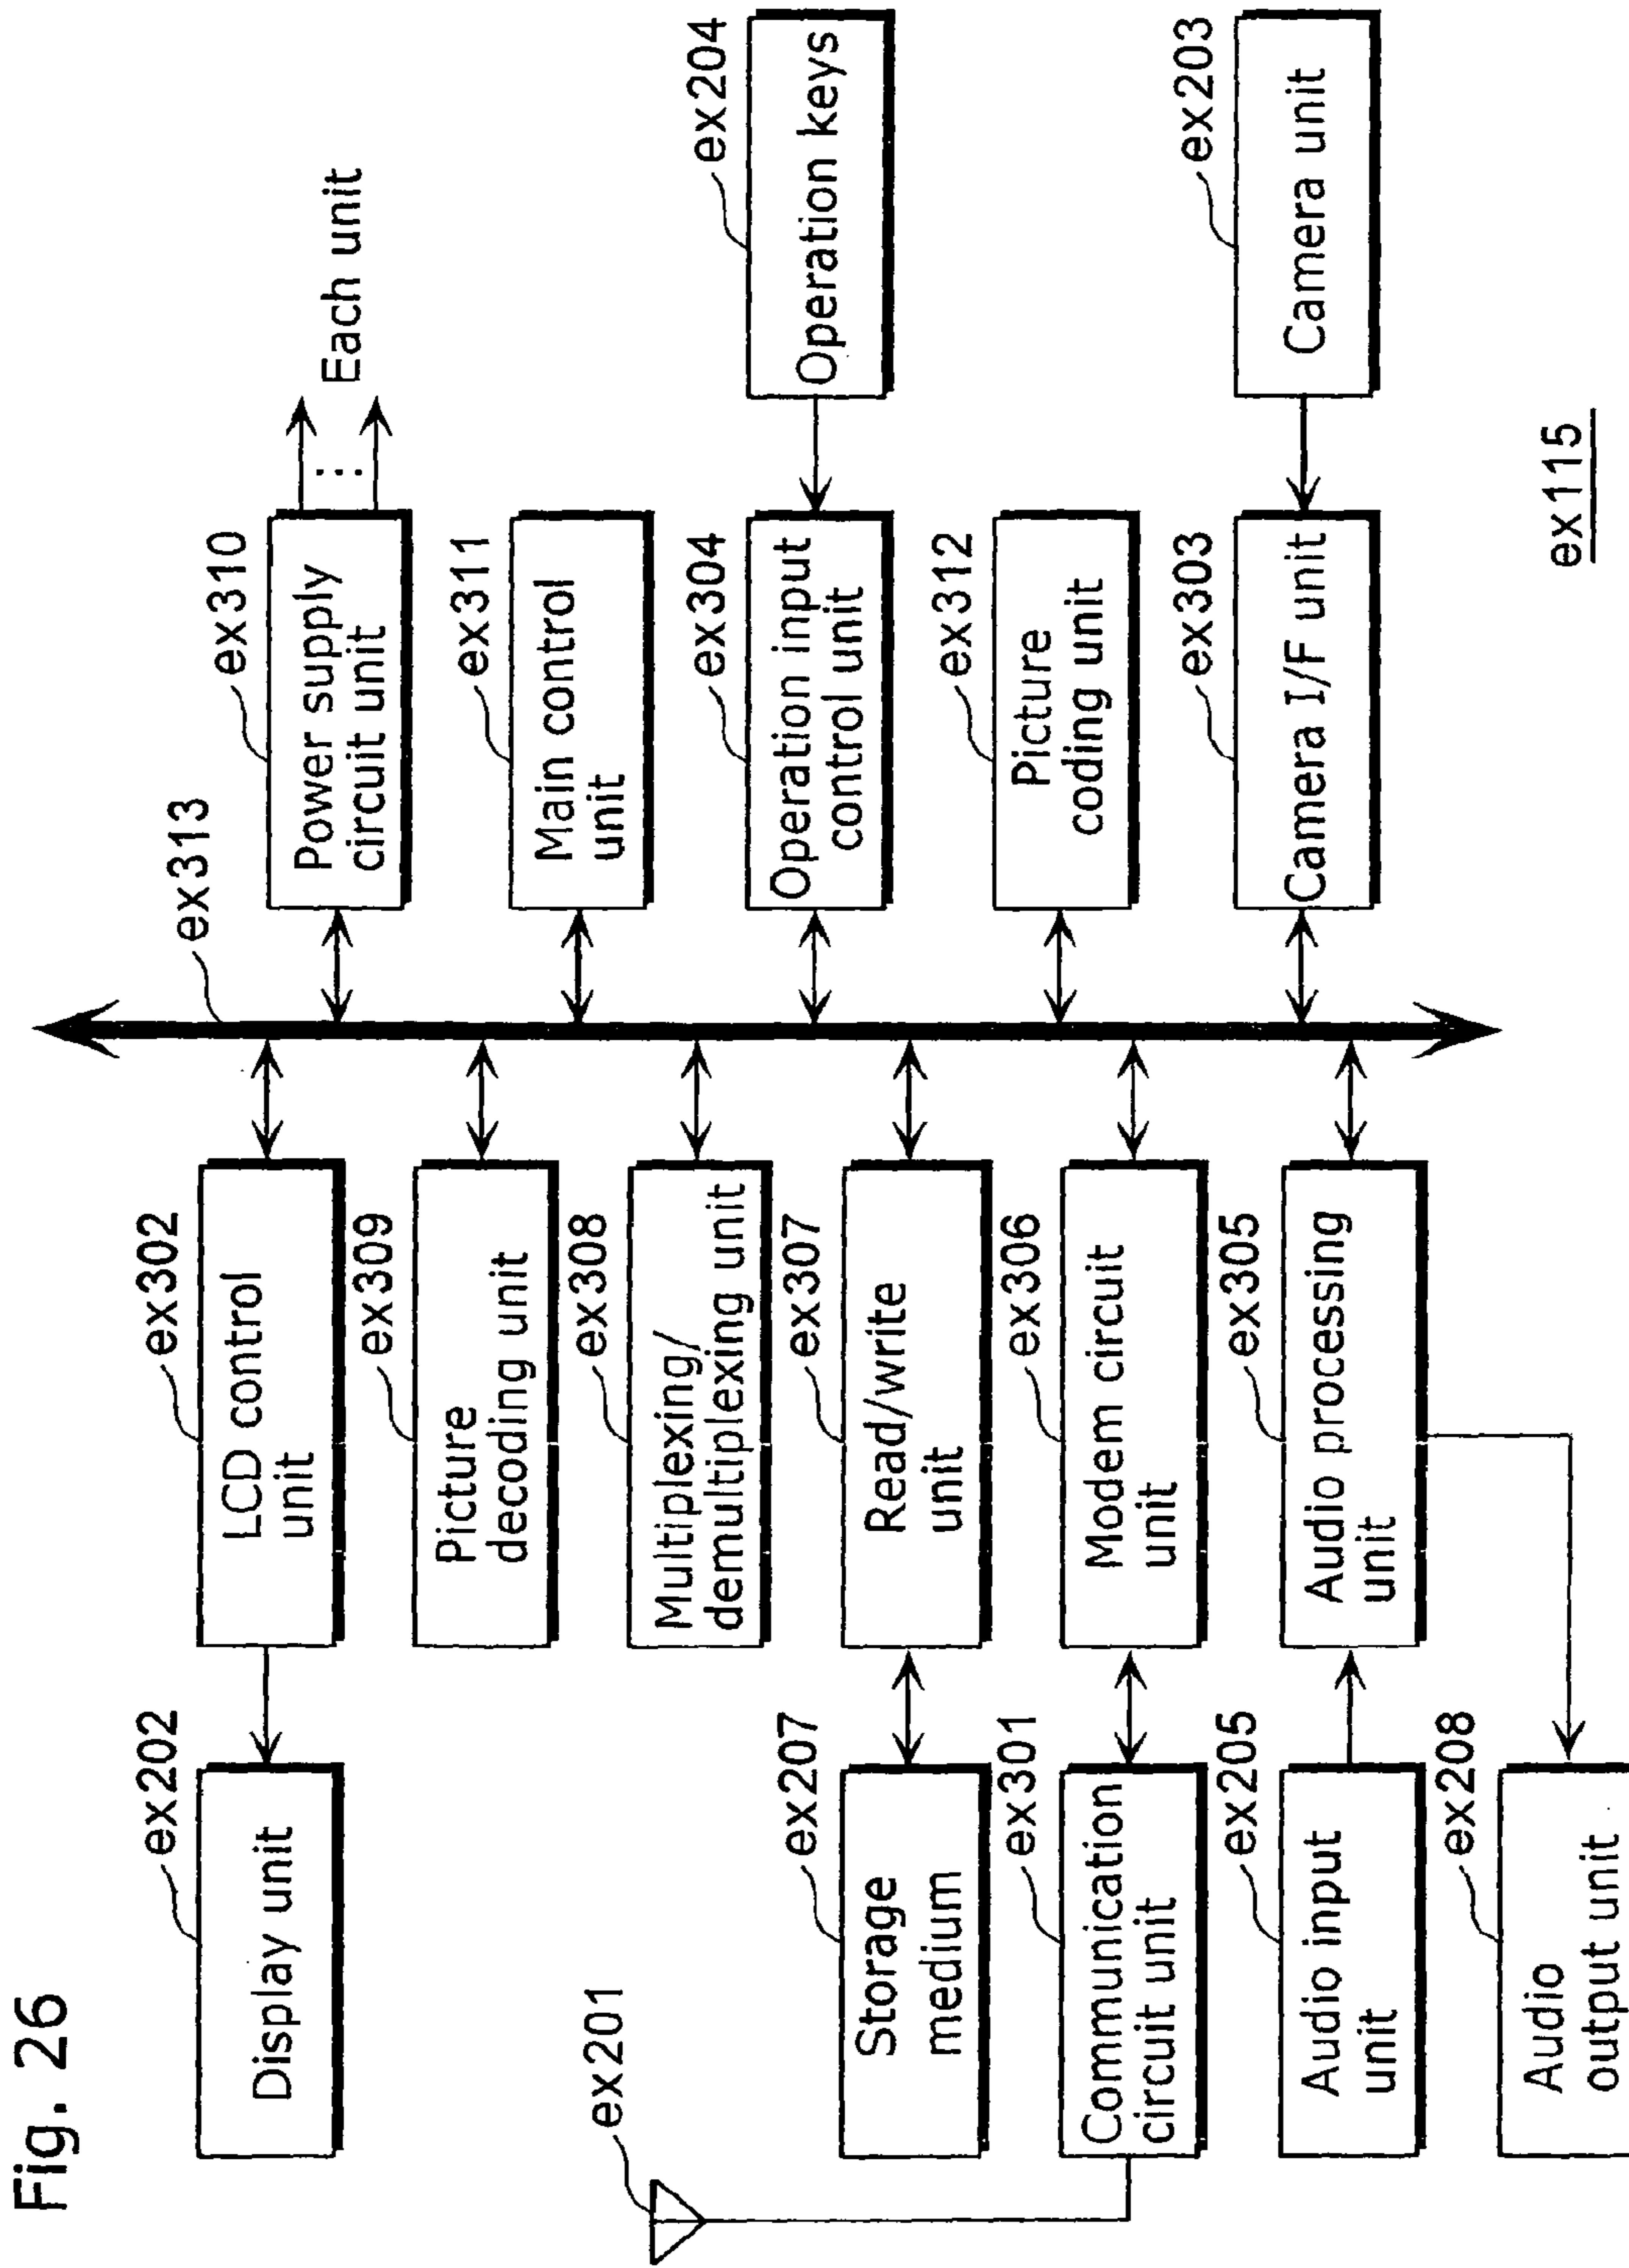 Fig. 26
ex202
Display unit
ex201
ex207
Storage
medium
ex301
Communication
circuit unit
ex205
Audio input
unit
ex208
Audio
output unit
ex302
LCD control
unit
ex309
Picture
decoding unit
ex308
Multiplexing/
demultiplexing unit
ex307
Read/write
unit
ex306
Modem circuit
unit
ex305
Audio processing
unit
ex313
ex310
Power supply
circuit unit
Each unit
ex311
Main control
unit
ex304
Operation input
control unit
ex204
Operation keys
ex312
Picture
coding unit
ex303
Camera I/F unit
ex203
Camera unit
ex115